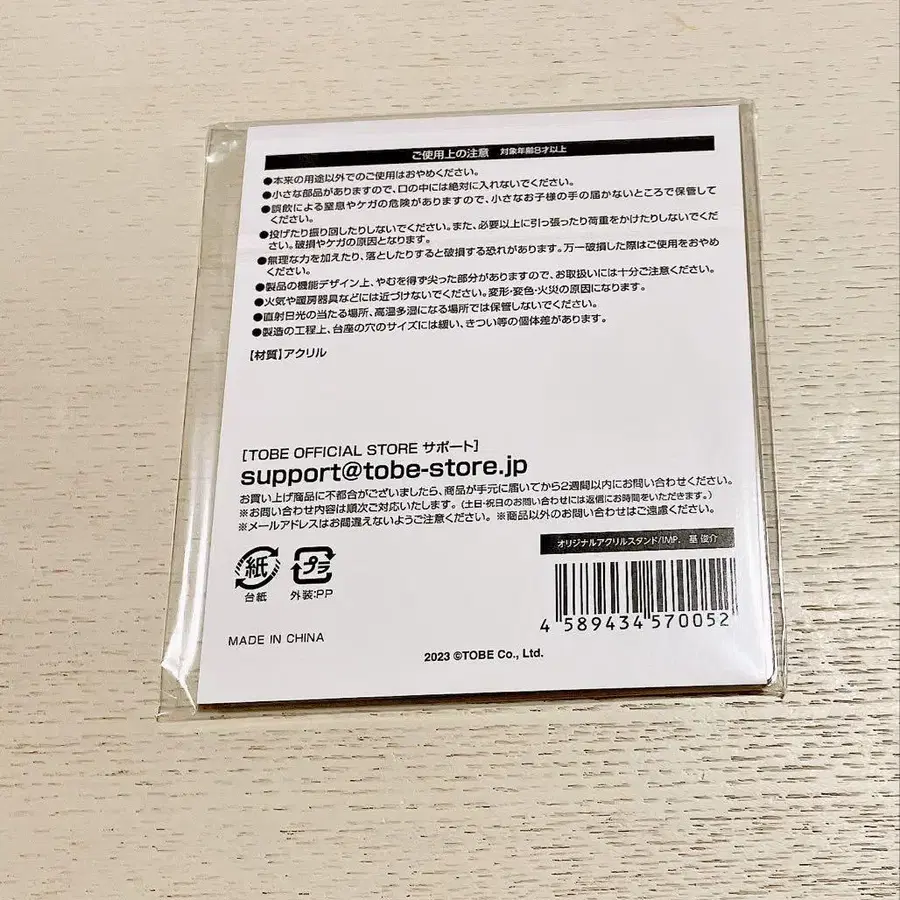 ご使用上の注意 対象年齢8才以上
●本来の用途以外でのご使用はおやめください。
●小さな部品がありますので、口の中には絶対に入れないでください。
●誤飲による窒息やケガの危険がありますので、小さなお子様の手の届かないところで保管して
ください。
●投げたり振り回したりしないでください。また、必要以上に引っ張ったり荷重をかけたりしないでくだ
さい。破損やケガの原因となります。
●無理な力を加えたり、落としたりすると破損する恐れがあります。万一破損した際はご使用をおやめ
ください。
●製品の機能デザイン上、やむを得ず尖った部分がありますので、お取扱いには十分ご注意ください。
●火気や暖房器具などには近づけないでください。変形・変色・火災の原因になります。
●直射日光の当たる場所、高温多湿になる場所では保管しないでください。
●製造の工程上、台座の穴のサイズには緩い、きつい等の個体差があります。
【材質】アクリル
[TOBE OFFICIAL STORE サポート]
support@tobe-store.jp
お買い上げ商品に不都合がございましたら、商品が手元に届いてから2週間以内にお問い合わせください。
※お問い合わせ内容は順次ご対応いたします。(土日・祝日のお問い合わせには返信にお時間をいただきます。)
※メールアドレスはお間違えないようご注意ください。※商品以外のお問い合わせはご遠慮ください。
オリジナルアクリルスタンド/IMP. 基 俊介
紙
プラ
台紙
外装:PP
4 589434 570052
MADE IN CHINA
2023 ©TOBE Co., Ltd.